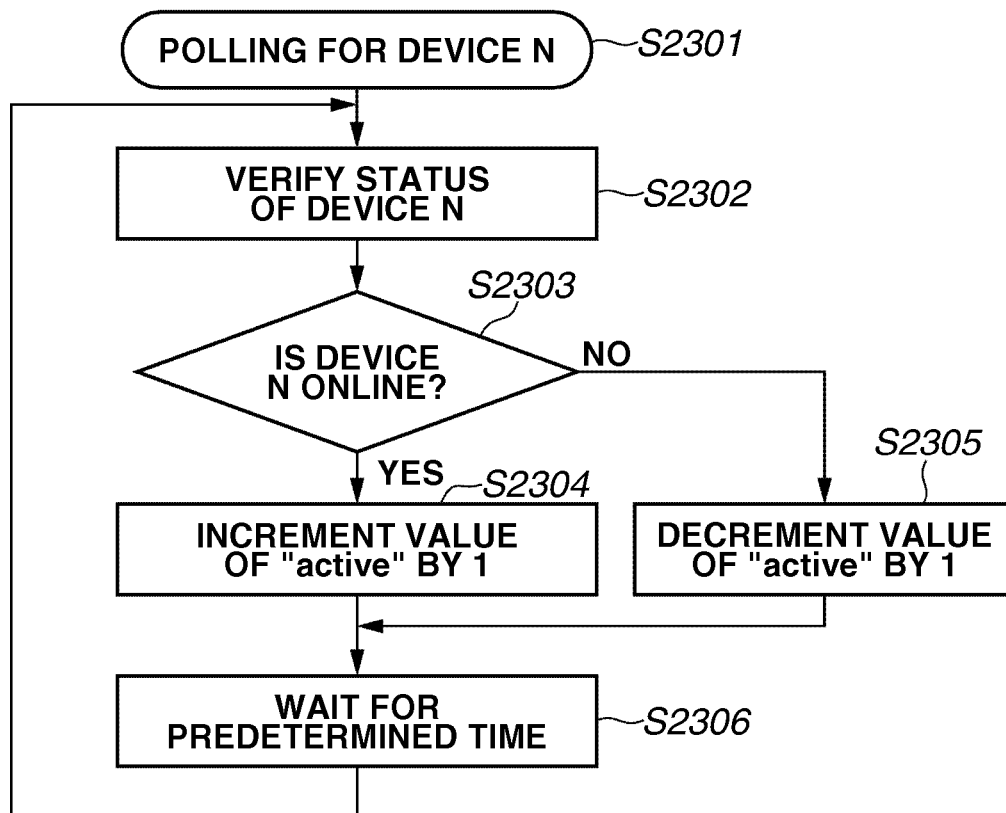 POLLING FOR DEVICE N
S2301
VERIFY STATUS
OF DEVICE N
S2302
S2303
IS DEVICE
N ONLINE?
NO
YES
S2304
S2305
INCREMENT VALUE
OF "active" BY 1
DECREMENT VALUE
OF "active" BY 1
WAIT FOR
PREDETERMINED TIME
S2306